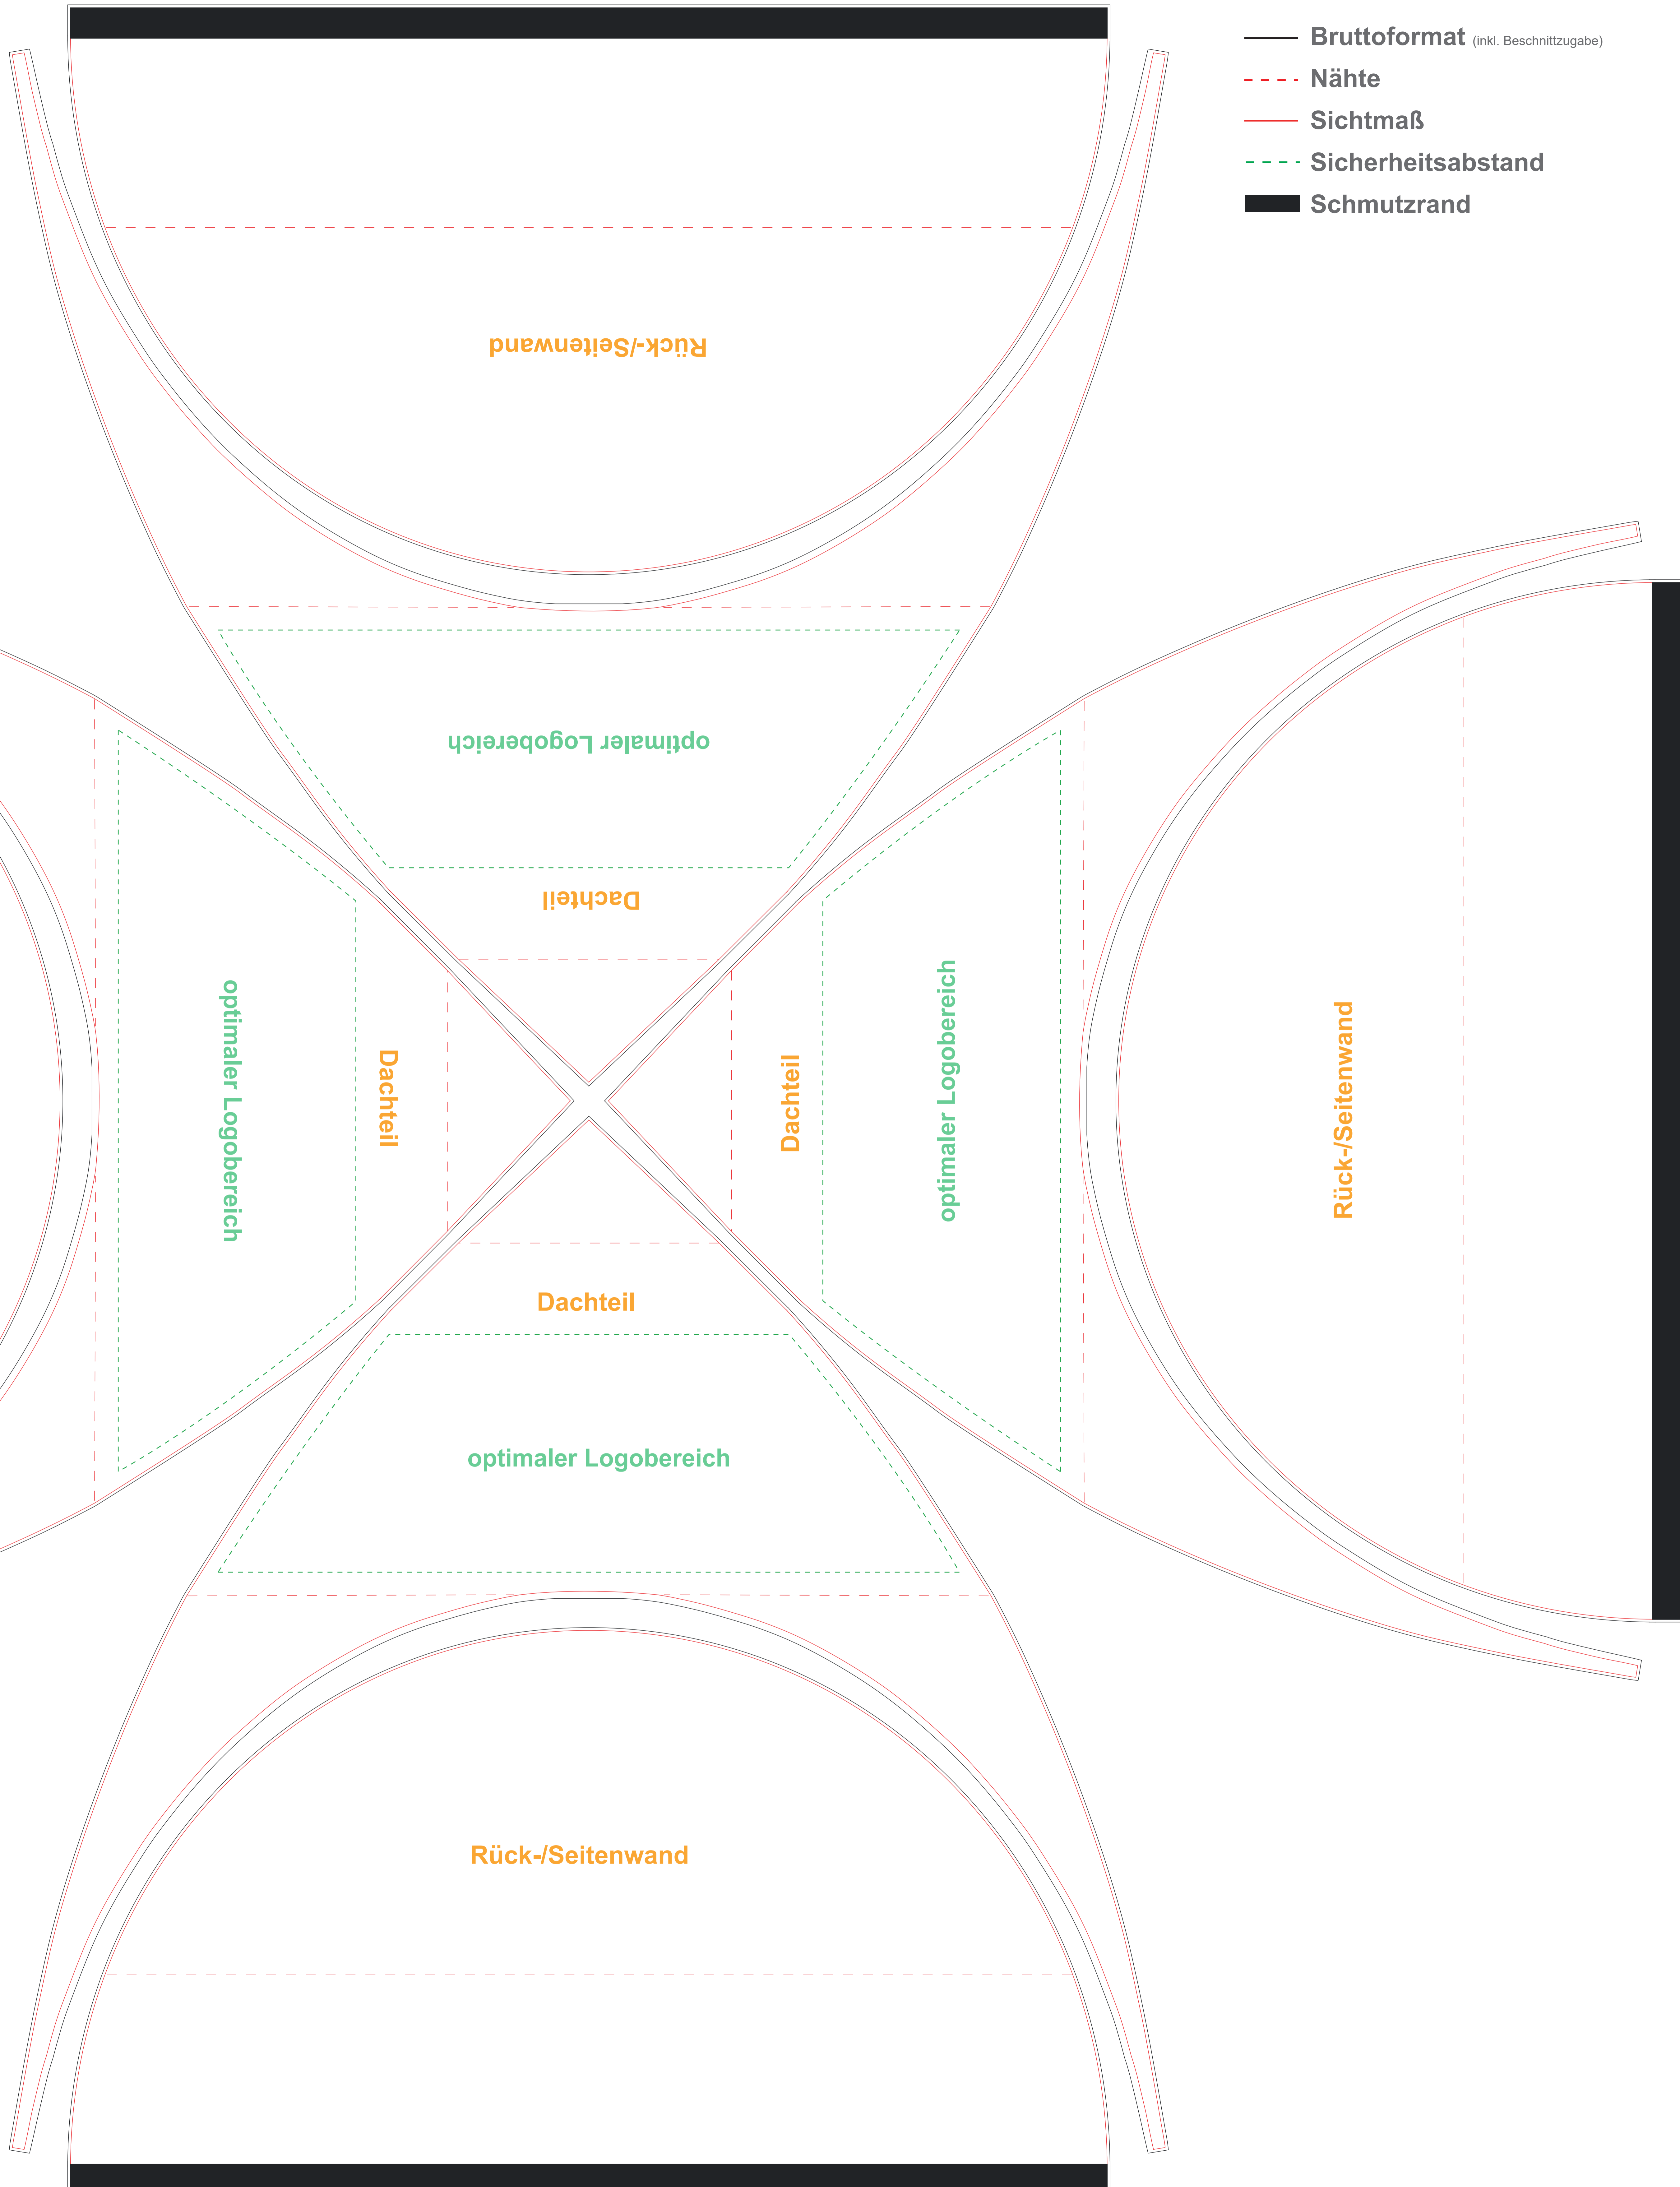 Bruttoformat (inkl. Beschnittzugabe)
Nähte
Sichtmaß
Sicherheitsabstand
Schmutzrand
Rück-/Seitenwand
optimaler Logobereich
Dachteil
optimaler Logobereich
Dachteil
Dachteil
optimaler Logobereich
Rück-/Seitenwand
Dachteil
optimaler Logobereich
Rück-/Seitenwand